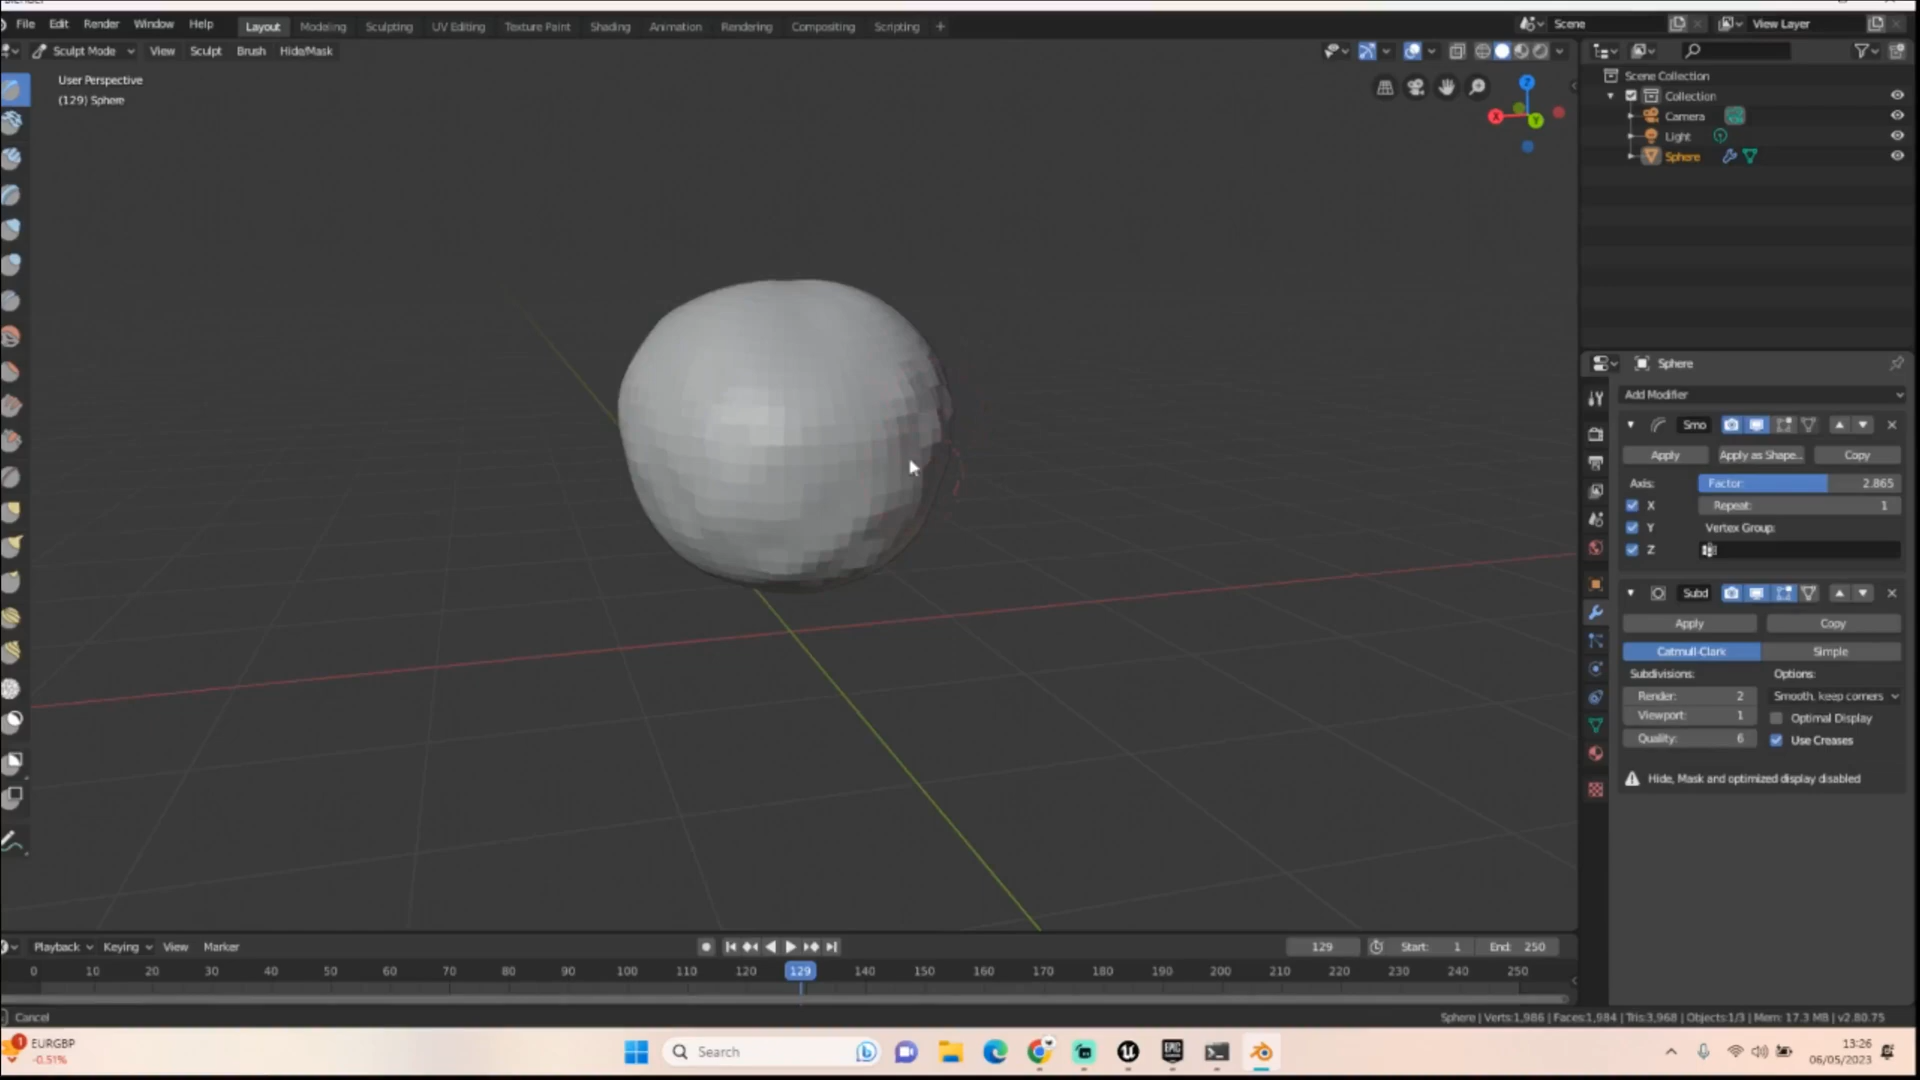 File Edit Render Window Help Layout Modeling Sculpting UV Editing Texture Paint Shading Animation Rendering Compositing Scripting + Scene View Layer
Sculpt Mode View Sculpt Brush Hide/Mask
User Perspective
(129) Sphere
Z
X
Y
Scene Collection
Collection
Camera
Light
Sphere
Sphere
Add Modifier
Smo
Apply Apply as Shape... Copy
Axis: Factor: 2.865
X Repeat: 1
Y Vertex Group:
Z
Subd
Apply Copy
Catmull-Clark Simple
Subdivisions: Options:
Render: 2 Smooth, keep corners
Viewport: 1 Optimal Display
Quality: 6 Use Creases
Hide, Mask and optimized display disabled
Playback Keying View Marker 129 Start: 1 End: 250
0 10 20 30 40 50 60 70 80 90 100 110 120 129 140 150 160 170 180 190 200 210 220 230 240 250
Cancel
Sphere | Verts:1,986 | Faces:1,984 | Tris:3,968 | Objects:1/3 | Mem: 17.3 MB | v2.80.75
1
EURGBP
-0.51%
Search
EPIC
13:26
06/05/2023